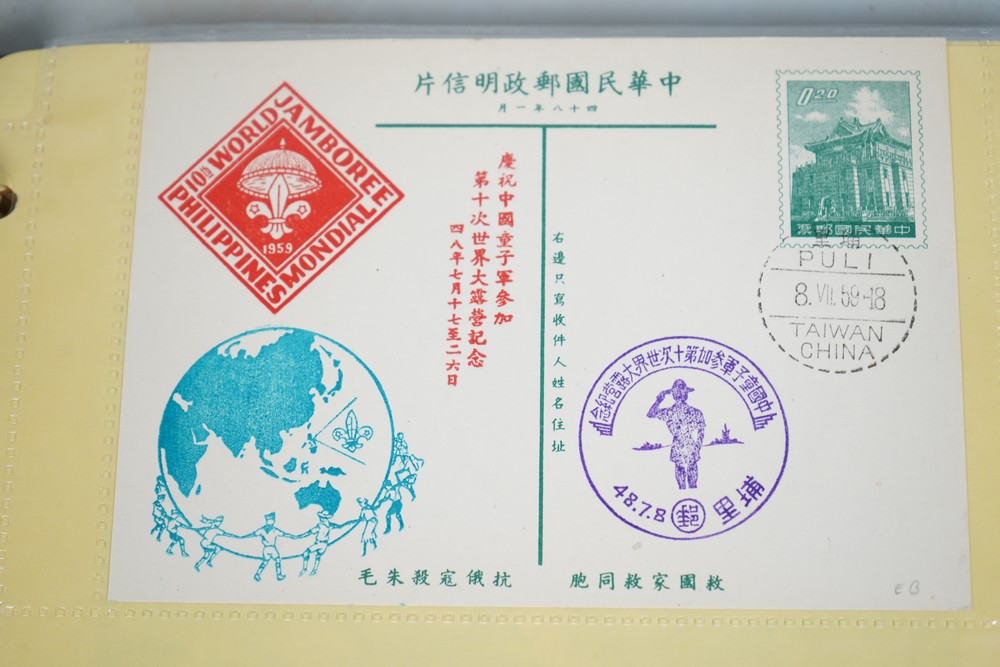 中華民國郵政明信片
四十八年一月
10th WORLD JAMBOREE
PHILIPPINES MONDIALE
1959
慶祝中國童子軍參加
第十次世界大露營記念
四八年七月十七至二六日
右邊只寫收件人姓名住址
0.20
中華民國郵票
埔里
PULI
8.VII.59-18
TAIWAN
CHINA
中國童子軍參加第十次世界大露營紀念
48.7.8
郵
埔里
救國家救同胞
抗俄寇殺朱毛
EB.